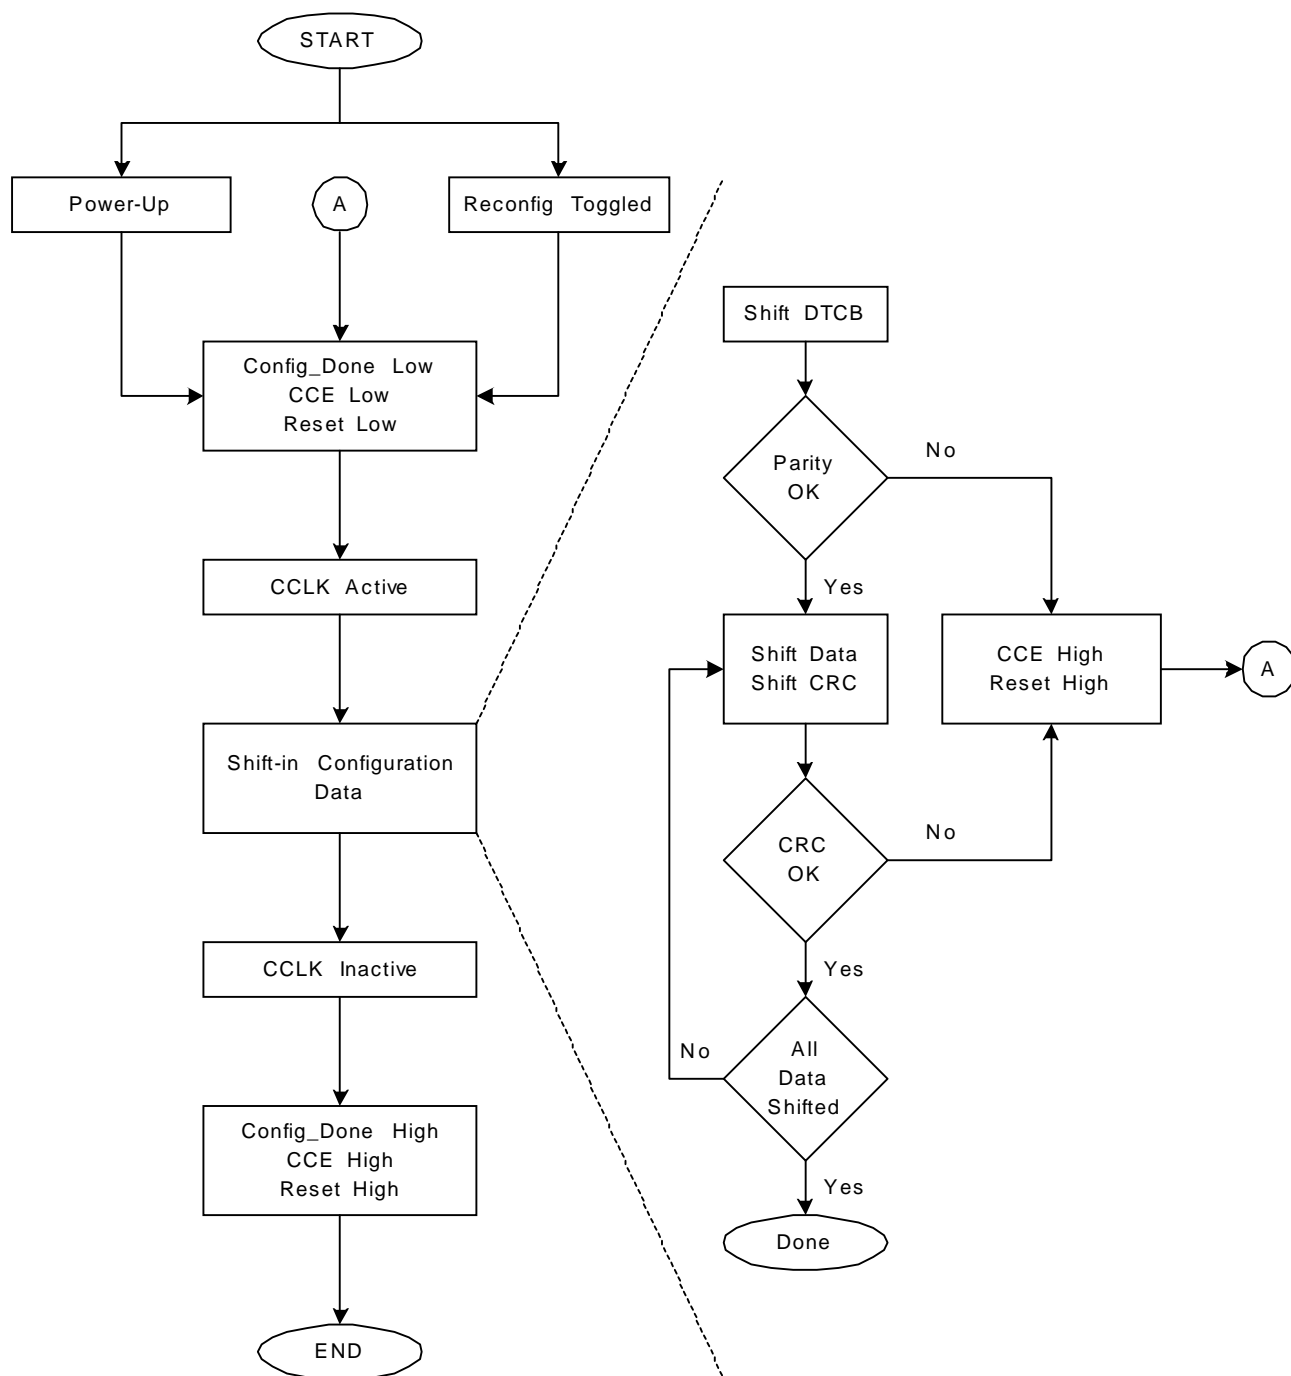 START
Power-Up
A
Reconfig Toggled
Config_Done Low
CCE Low
Reset Low
CCLK Active
Shift-in Configuration
Data
CCLK Inactive
Config_Done High
CCE High
Reset High
END
Shift DTCB
Parity
OK
No
Yes
Shift Data
Shift CRC
CCE High
Reset High
A
CRC
OK
No
Yes
All
Data
Shifted
No
Yes
Done